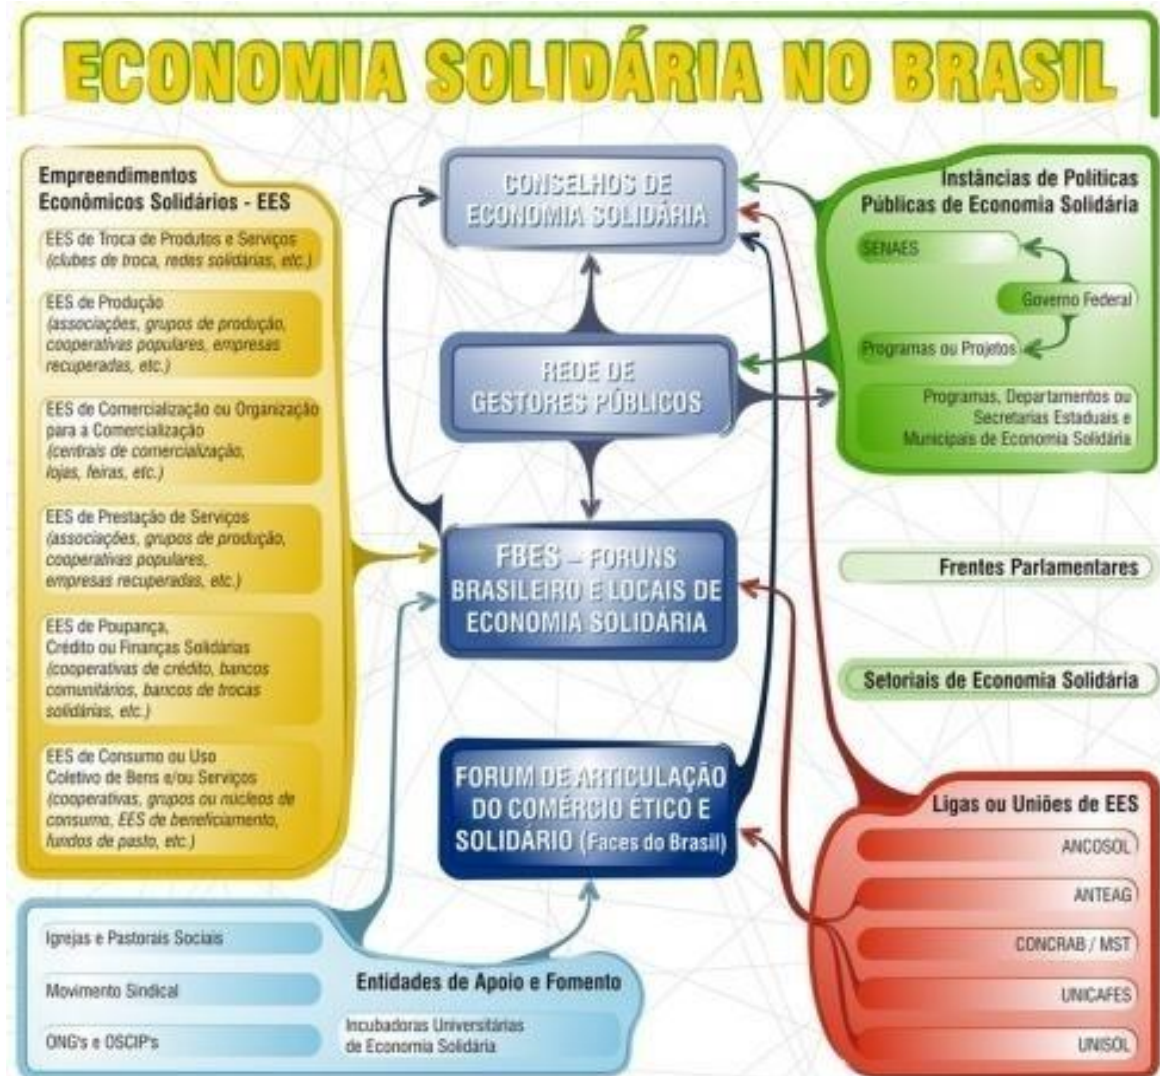 ECONOMIA SOLIDÁRIA NO BRASIL
Empreendimentos
Econômicos Solidários - EES
EES de Troca de Produtos e Serviços
(clubes de troca, redes solidárias, etc.)
EES de Produção
(associações, grupos de produção,
cooperativas populares, empresas
recuperadas, etc.)
EES de Comercialização ou Organização
para a Comercialização
(centrais de comercialização,
lojas, feiras, etc.)
EES de Prestação de Serviços
(associações, grupos de produção,
cooperativas populares,
empresas recuperadas, etc.)
EES de Poupança,
Crédito ou Finanças Solidárias
(cooperativas de crédito, bancos
comunitários, bancos de trocas
solidárias, etc.)
EES de Consumo ou Uso
Coletivo de Bens e/ou Serviços
(cooperativas, grupos ou núcleos de
consumo, EES de beneficiamento,
fundos de pasto, etc.)
CONSELHOS DE
ECONOMIA SOLIDÁRIA
REDE DE
GESTORES PÚBLICOS
FBES – FORUNS
BRASILEIRO E LOCAIS DE
ECONOMIA SOLIDÁRIA
FORUM DE ARTICULAÇÃO
DO COMÉRCIO ÉTICO E
SOLIDÁRIO (Faces do Brasil)
Instâncias de Políticas
Públicas de Economia Solidária
SENAES
Governo Federal
Programas ou Projetos
Programas, Departamentos ou
Secretarias Estaduais e
Municipais de Economia Solidária
Frentes Parlamentares
Setoriais de Economia Solidária
Ligas ou Uniões de EES
ANCOSOL
ANTEAG
CONCRAB / MST
UNICAFES
UNISOL
Igrejas e Pastorais Sociais
Movimento Sindical
ONG's e OSCIP's
Entidades de Apoio e Fomento
Incubadoras Universitárias
de Economia Solidária